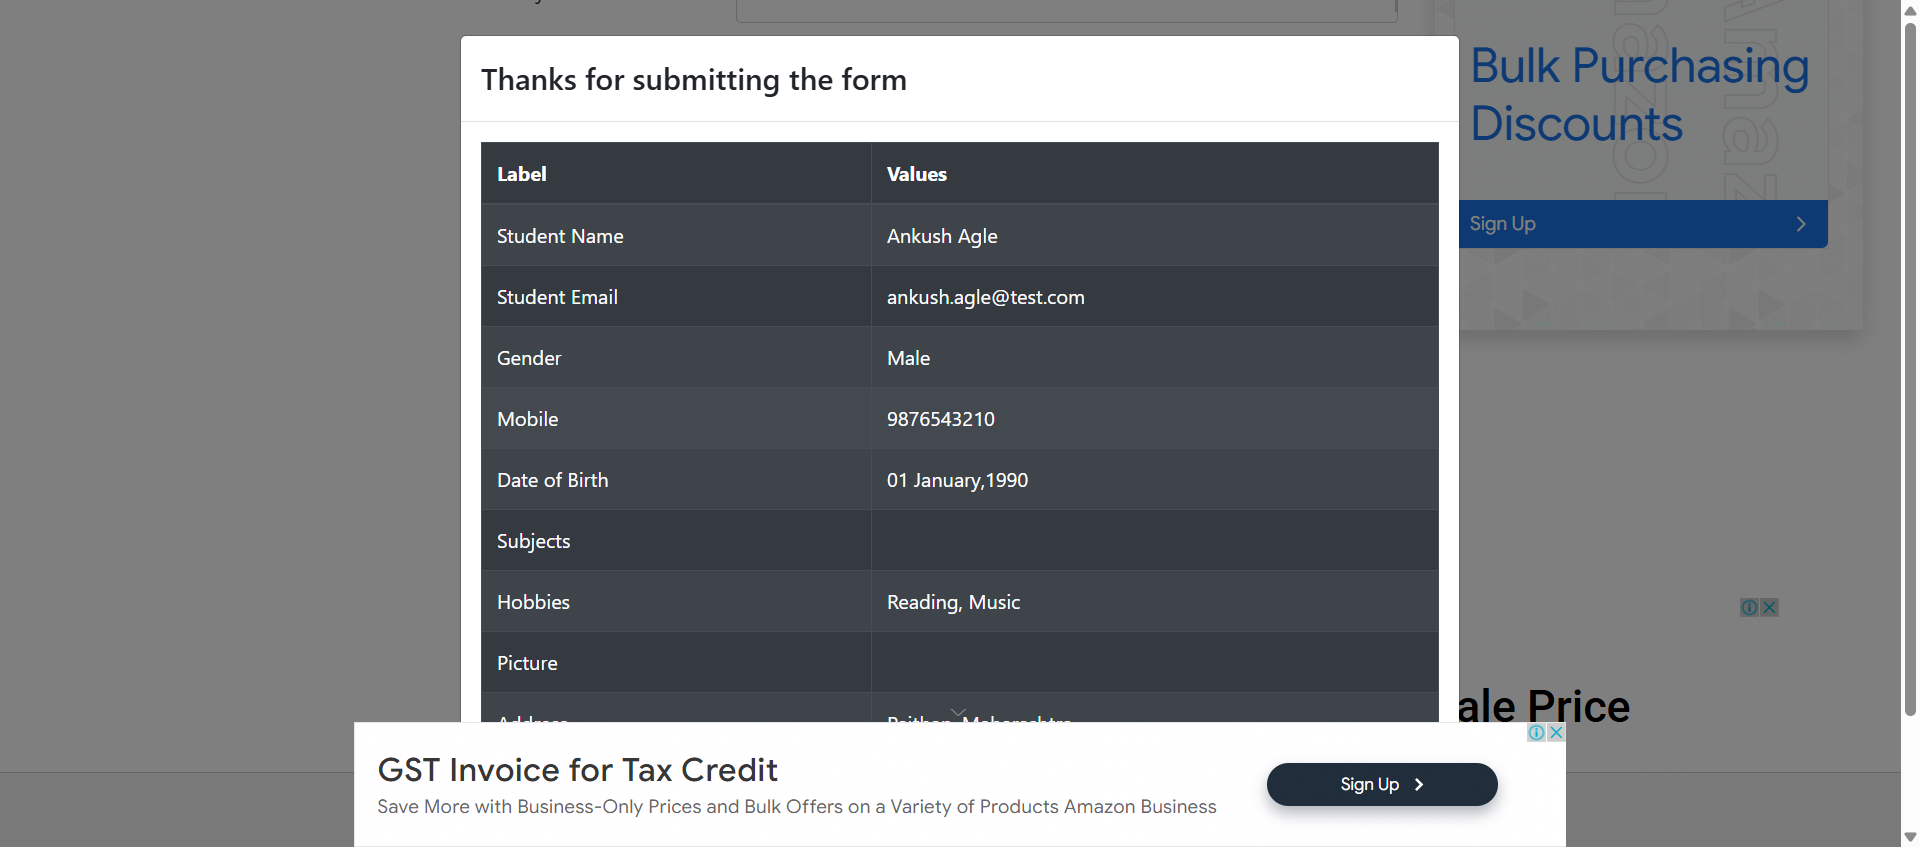 Thanks for submitting the form
Label Values
Student Name Ankush Agle
Student Email ankush.agle@test.com
Gender Male
Mobile 9876543210
Date of Birth 01 January,1990
Subjects
Hobbies Reading, Music
Picture
Address Paithan, Maharashtra
Bulk Purchasing
Discounts
Sign Up
ale Price
GST Invoice for Tax Credit
Save More with Business-Only Prices and Bulk Offers on a Variety of Products Amazon Business
Sign Up